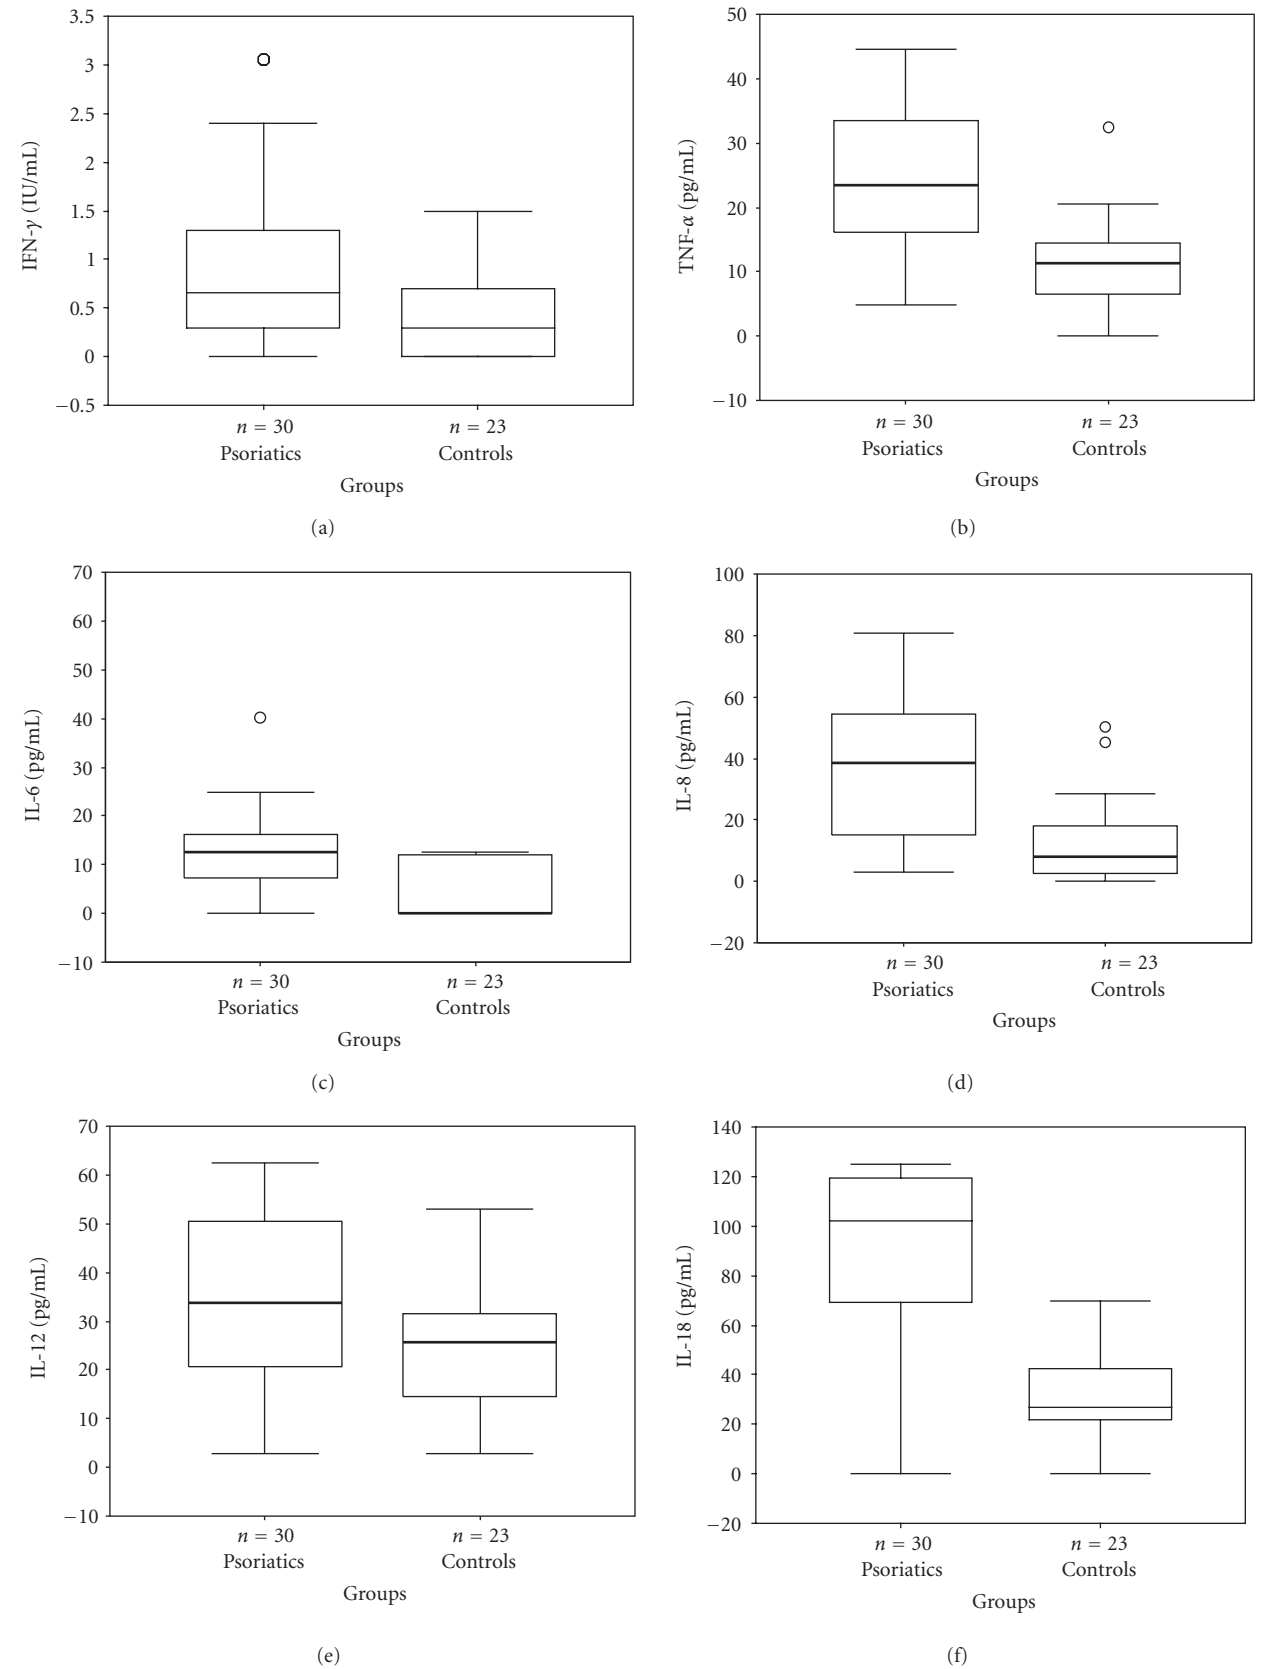 3.5
3
2.5
2
1.5
1
0.5
0
−0.5
IFN-γ (IU/mL)
n = 30 n = 23
Psoriatics Controls
Groups
(a)
50
40
30
20
10
0
−10
TNF-α (pg/mL)
n = 30 n = 23
Psoriatics Controls
Groups
(b)
70
60
50
40
30
20
10
0
−10
IL-6 (pg/mL)
n = 30 n = 23
Psoriatics Controls
Groups
(c)
100
80
60
40
20
0
−20
IL-8 (pg/mL)
n = 30 n = 23
Psoriatics Controls
Groups
(d)
70
60
50
40
30
20
10
0
−10
IL-12 (pg/mL)
n = 30 n = 23
Psoriatics Controls
Groups
(e)
140
120
100
80
60
40
20
0
−20
IL-18 (pg/mL)
n = 30 n = 23
Psoriatics Controls
Groups
(f)